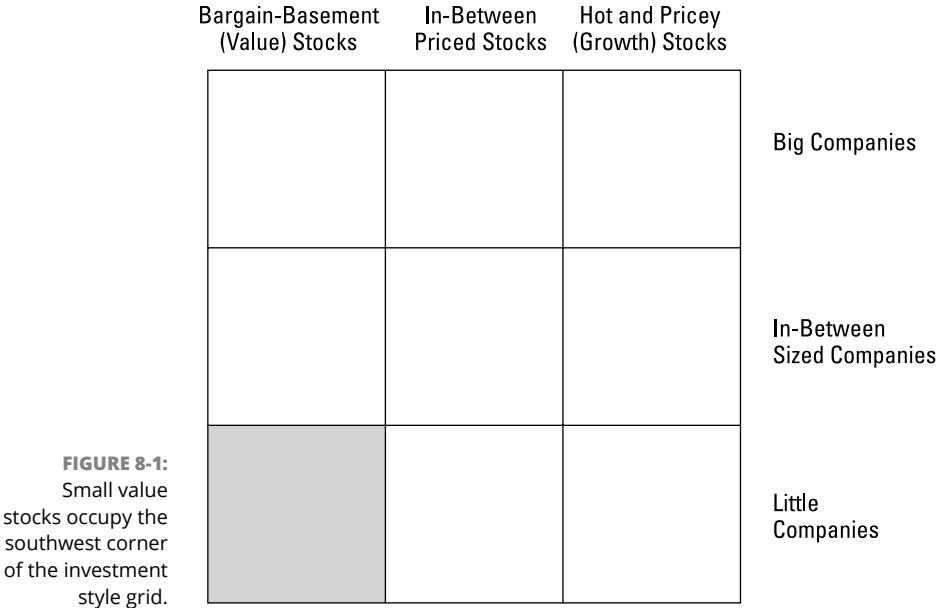 Bargain-Basement
(Value) Stocks
In-Between
Priced Stocks
Hot and Pricey
(Growth) Stocks
Big Companies
In-Between
Sized Companies
Little
Companies
FIGURE 8-1:
Small value
stocks occupy the
southwest corner
of the investment
style grid.